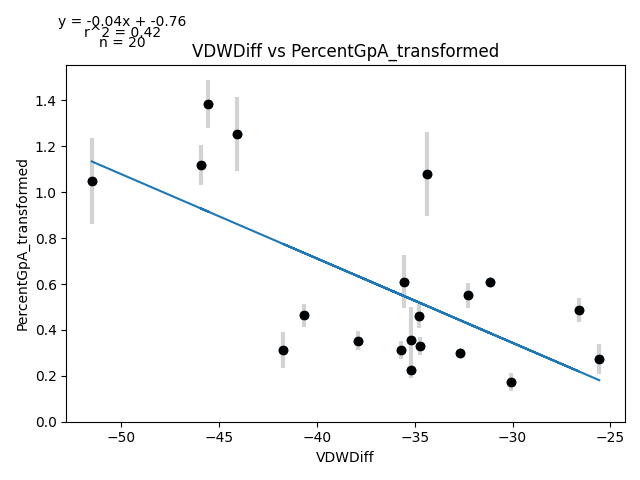 y = -0.04x + -0.76
r^2 = 0.42
n = 20
VDWDiff vs PercentGpA_transformed
1.4
1.2
1.0
0.8
0.6
0.4
0.2
0.0
PercentGpA_transformed
−50
−45
−40
−35
−30
−25
VDWDiff